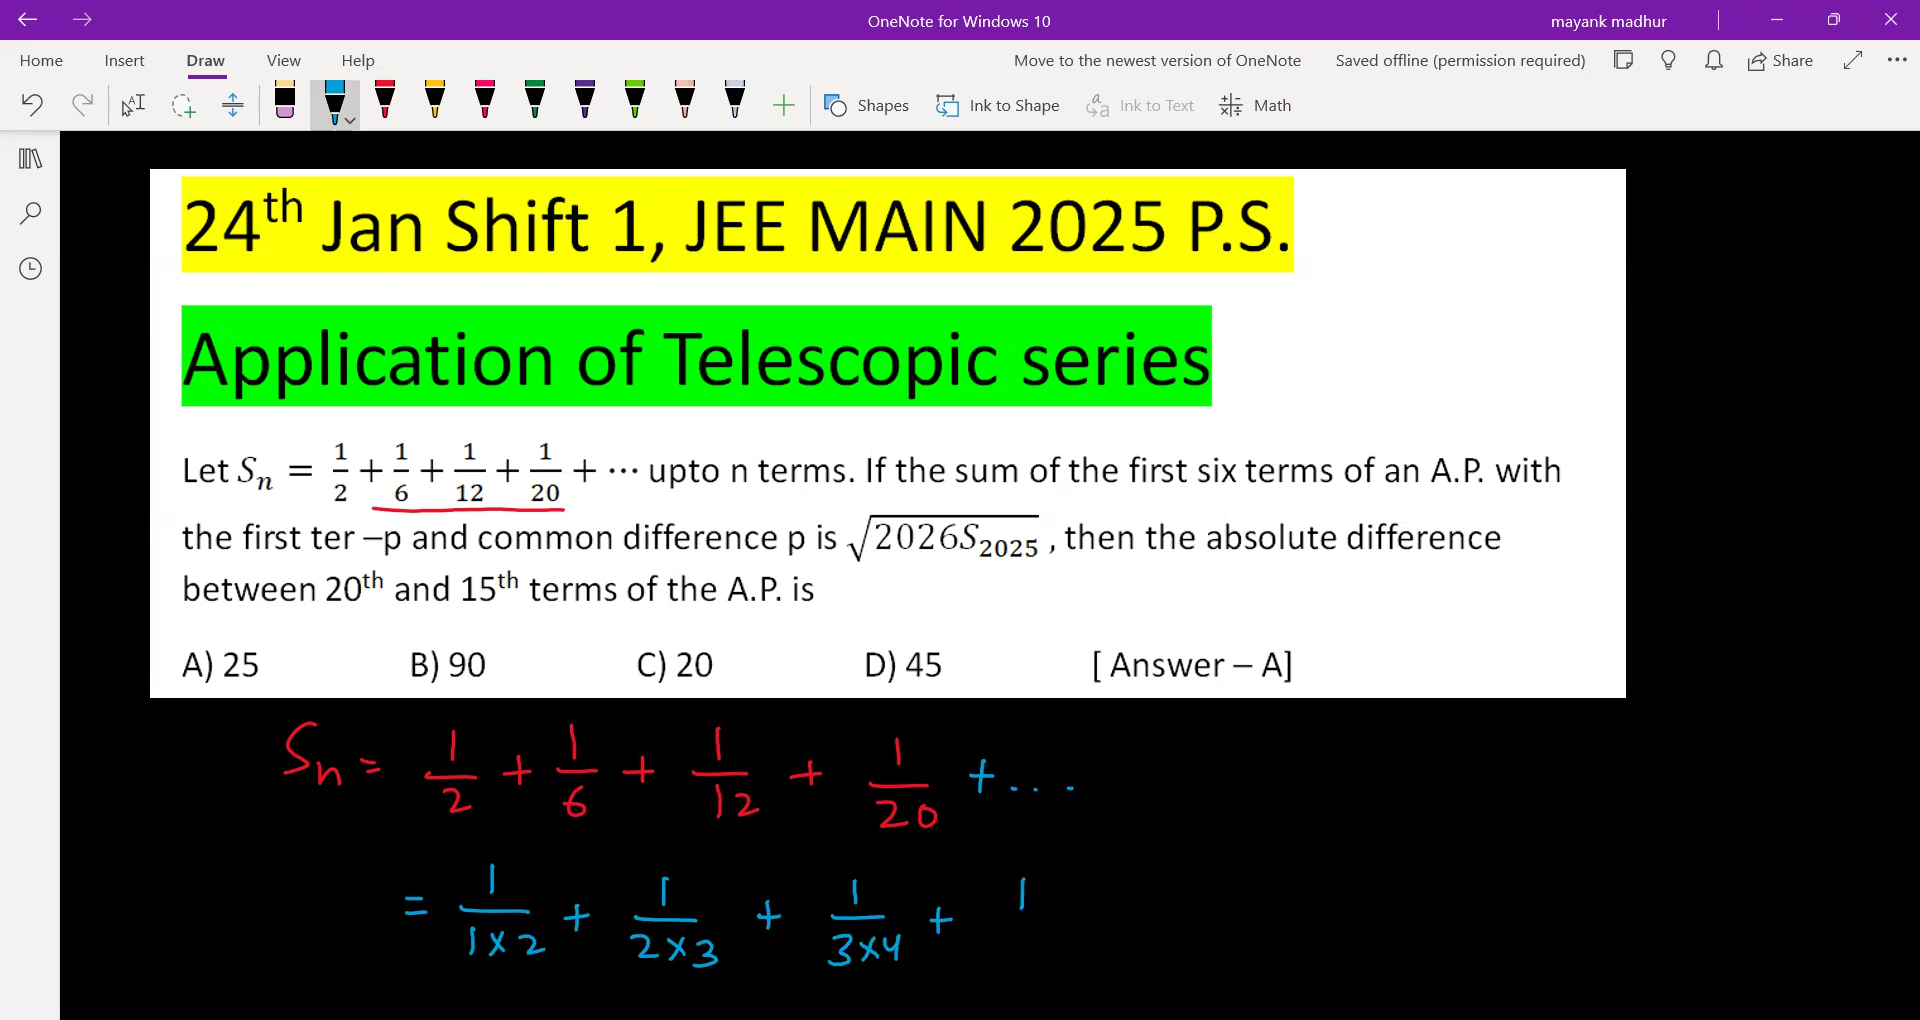 OneNote for Windows 10
mayank madhur
Home Insert Draw View Help
Move to the newest version of OneNote Saved offline (permission required) Share
Shapes Ink to Shape Ink to Text Math
24th Jan Shift 1, JEE MAIN 2025 P.S.
Application of Telescopic series
Let Sₙ = 1/2 + 1/6 + 1/12 + 1/20 + ⋯ upto n terms. If the sum of the first six terms of an A.P. with
the first ter –p and common difference p is √(2026S₂₀₂₅) , then the absolute difference
between 20th and 15th terms of the A.P. is
A) 25 B) 90 C) 20 D) 45 [ Answer – A]
Sn = 1/2 + 1/6 + 1/12 + 1/20 + ....
= 1/1×2 + 1/2×3 + 1/3×4 + 1